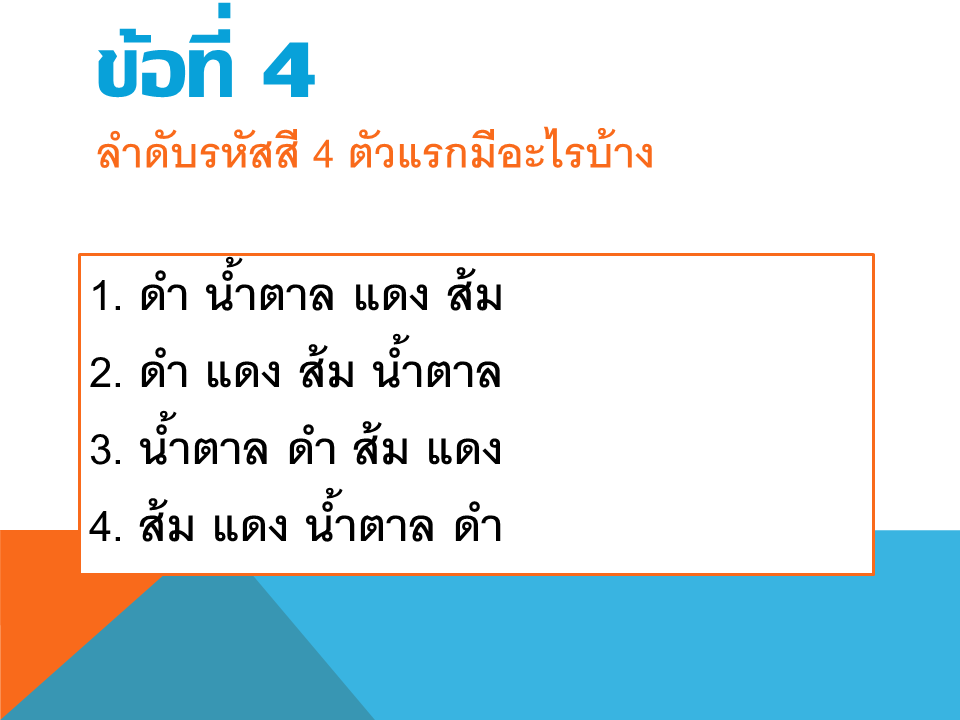 ข้อที่ 4
ลำดับรหัสสี 4 ตัวแรกมีอะไรบ้าง
1. ดำ น้ำตาล แดง ส้ม
2. ดำ แดง ส้ม น้ำตาล
3. น้ำตาล ดำ ส้ม แดง
4. ส้ม แดง น้ำตาล ดำ